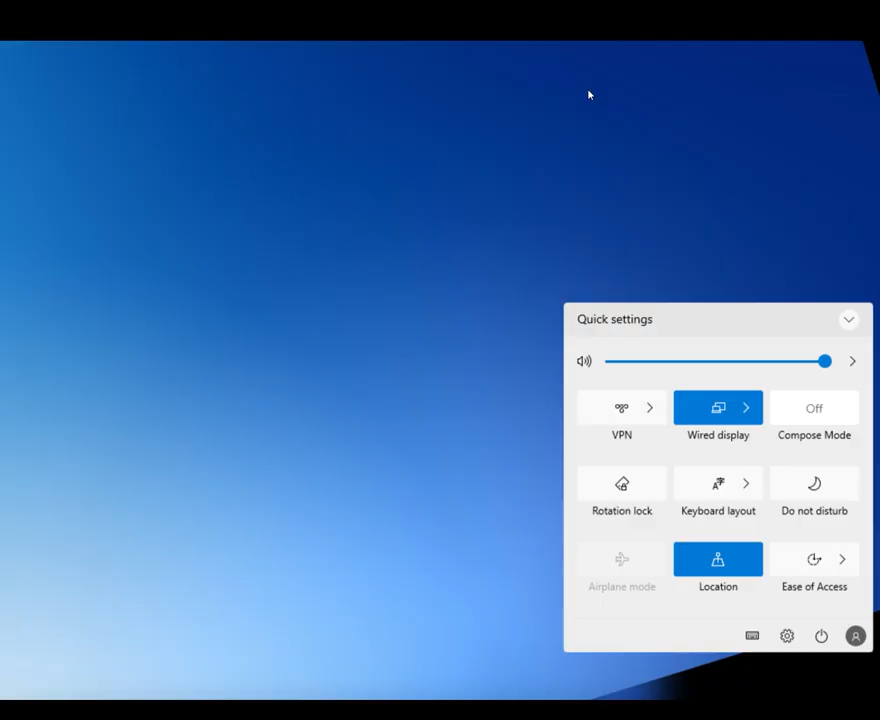 Quick settings
VPN
Wired display
Off
Compose Mode
Rotation lock
Keyboard layout
Do not disturb
Airplane mode
Location
Ease of Access